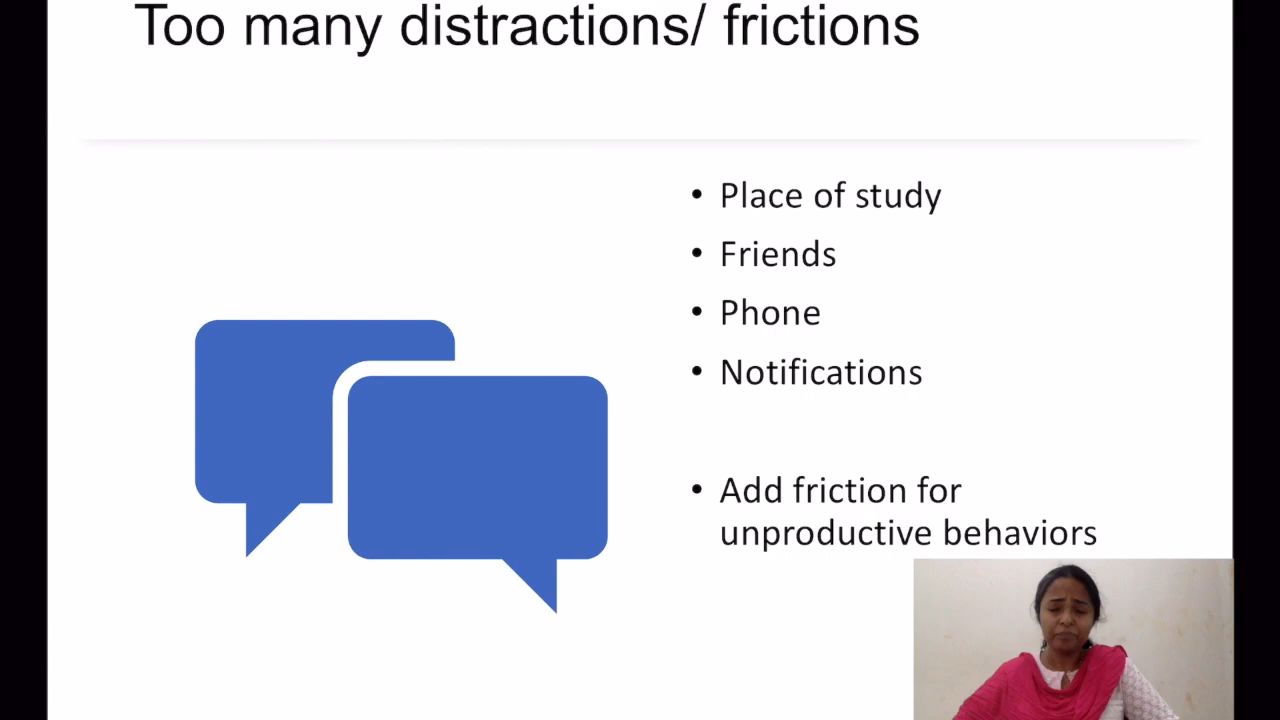 Too many distractions/ frictions
• Place of study
• Friends
• Phone
• Notifications
• Add friction for
unproductive behaviors